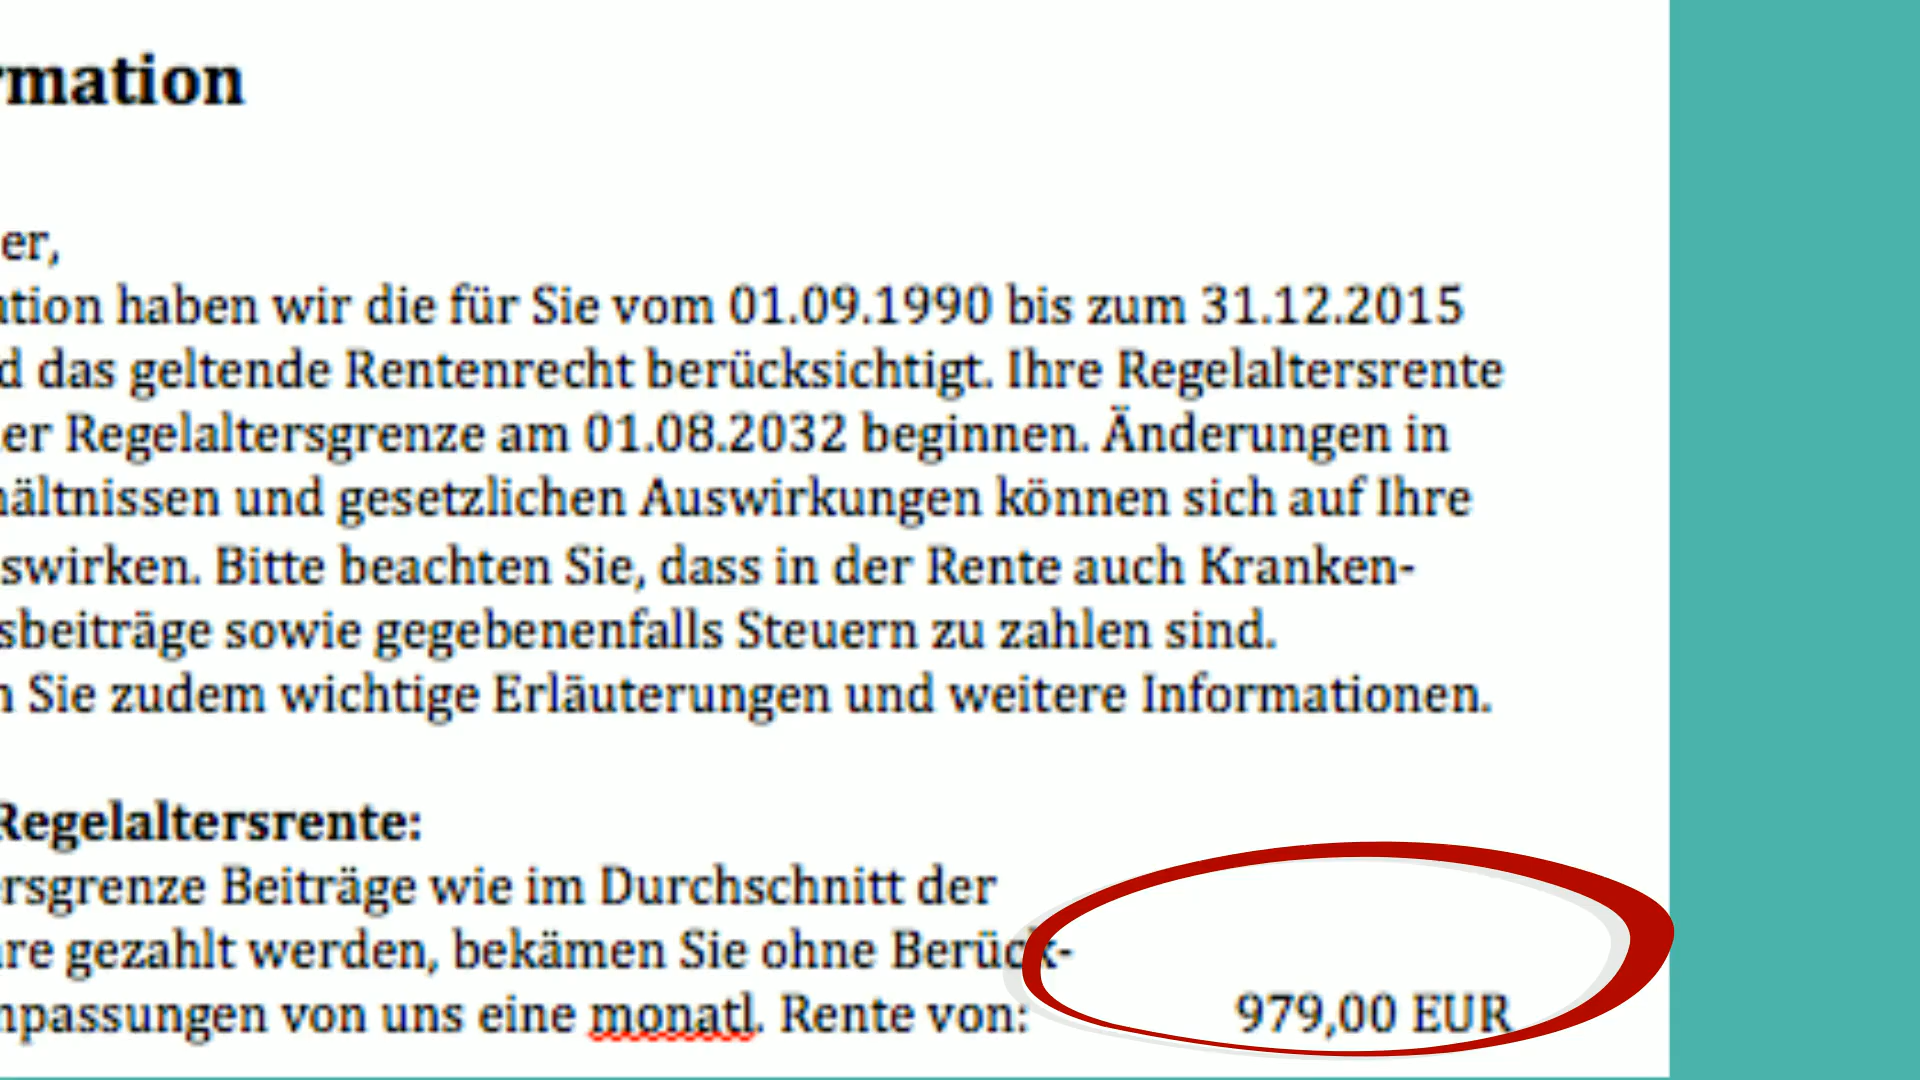 rmation
er,
ation haben wir die für Sie vom 01.09.1990 bis zum 31.12.2015
d das geltende Rentenrecht berücksichtigt. Ihre Regelaltersrente
er Regelaltersgrenze am 01.08.2032 beginnen. Änderungen in
hältnissen und gesetzlichen Auswirkungen können sich auf Ihre
swirken. Bitte beachten Sie, dass in der Rente auch Kranken-
sbeiträge sowie gegebenenfalls Steuern zu zahlen sind.
n Sie zudem wichtige Erläuterungen und weitere Informationen.
Regelaltersrente:
ersgrenze Beiträge wie im Durchschnitt der
re gezahlt werden, bekämen Sie ohne Berück-
npassungen von uns eine monatl. Rente von: 979,00 EUR